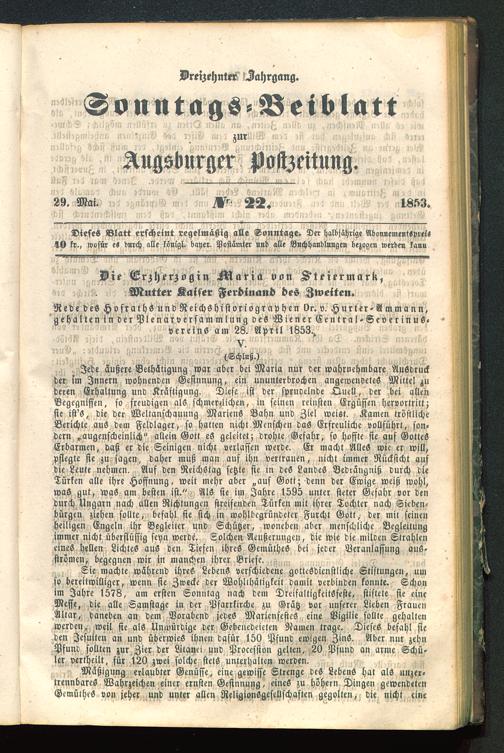 Dreizehnter Jahrgang.
Sonntags-Beiblatt
zur
Augsburger Postzeitung.
29. Mai. № 22. 1853.
Dieses Blatt erscheint regelmäßig alle Sonntage. Der halbjährige Abonnementspreis
40 kr., wofür es durch alle königl. bayer. Postämter und alle Buchhandlungen bezogen werden kann
Die Erzherzogin Maria von Steiermark,
Mutter Kaiser Ferdinand des Zweiten.
Rede des Hofraths und Reichshistoriographen Dr. v. Hurter-Ammann,
gehalten in der Plenarversammlung des Wiener Central-Severinus-
vereins am 28. April 1853.
V.
(Schluß.)
Jede äußere Bethätigung war aber bei Maria nur der wahrnehmbare Ausdruck
der im Innern wohnenden Gesinnung, ein ununterbrochen angewendetes Mittel zu
deren Erhaltung und Kräftigung. Diese ist der sprudelnde Quell, der bei allen
Begegnissen, so freudigen als schmerzlichen, in seinen reinsten Ergüssen hervortritt;
sie ist's, die der Weltanschauung Mariens Bahn und Ziel weist. Kamen tröstliche
Berichte aus dem Feldlager, so hatten nicht Menschen das Erfreuliche vollführt, son-
dern „augenscheinlich“ allein Gott es geleitet; drohte Gefahr, so hoffte sie auf Gottes
Erbarmen, daß er die Seinigen nicht verlassen werde. Er macht Alles wie er will,
pflegte sie zu sagen, daher muß man auf ihn vertrauen, nicht immer Rücksicht auf
die Leute nehmen. Auf den Reichstag setzte sie in des Landes Bedrängniß durch die
Türken alle ihre Hoffnung, weit mehr aber „auf Gott; denn der Ewige weiß wohl,
was gut, was am besten ist.“ Als sie im Jahre 1595 unter steter Gefahr vor den
durch Ungarn nach allen Richtungen streifenden Türken mit ihrer Tochter nach Sieben-
bürgen ziehen sollte, befahl sie sich, in wohlbegründeter Furcht Gott, der mit seinen
heiligen Engeln ihr Begleiter und Schützer, woneben aber menschliche Begleitung
immer nicht überflüssig seyn werde. Solchen Aeußerungen, die wie die milden Strahlen
eines hellen Lichtes aus den Tiefen ihres Gemüthes bei jeder Veranlassung aus-
strömen, begegnen wir in manchen ihrer Briefe.
Sie machte während ihres Lebens verschiedene gottesdienstliche Stiftungen, um
so bereitwilliger, wenn sie Zwecke der Wohlthätigkeit damit verbinden konnte. Schon
im Jahre 1578, am ersten Sonntag nach dem Dreifaltigkeitsfeste, stiftete sie eine
Messe, die alle Samstage in der Pfarrkirche zu Grätz vor unserer Lieben Frauen
Altar, daneben an dem Vorabend jedes Marienfestes eine Vigilie sollte gehalten
werden, weil sie als Unwürdige der Gebenedeieten Namen trage. Dieses befahl sie
den Jesuiten an und überwies ihnen dafür 150 Pfund ewigen Zins. Aber nur zehn
Pfund sollten zur Zier der Litanei und Procession gelten, 20 Pfund an arme Schü-
ler vertheilt, für 120 zwei solche stets unterhalten werden.
Mäßigung erlaubter Genüsse, eine gewisse Strenge des Lebens hat als unzer-
trennbares Wahrzeichen einer ernsten Gesinnung, eines zu höhern Dingen gewendeten
Gemüthes von jeher und unter allen Religionsgesellschaften gegolten, die nicht eine